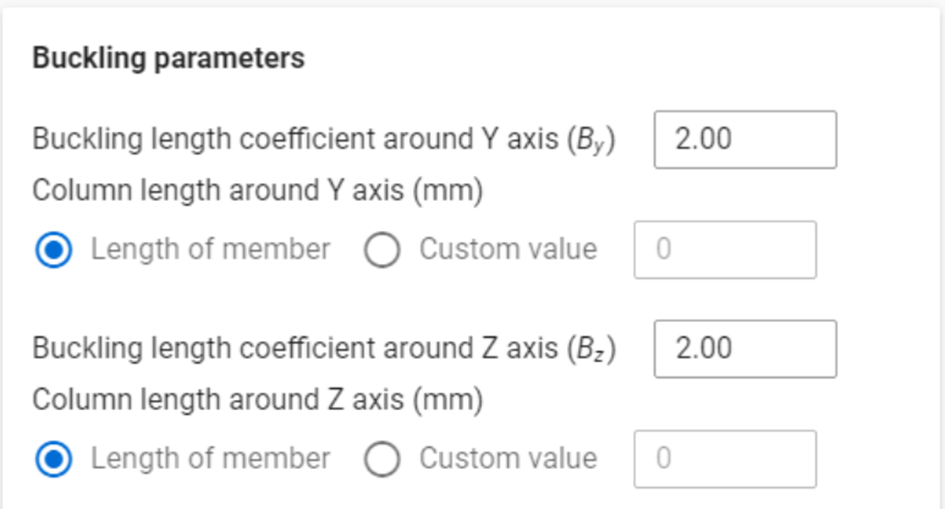 Buckling parameters
Buckling length coefficient around Y axis (By) 2.00
Column length around Y axis (mm)
Length of member Custom value 0
Buckling length coefficient around Z axis (Bz) 2.00
Column length around Z axis (mm)
Length of member Custom value 0